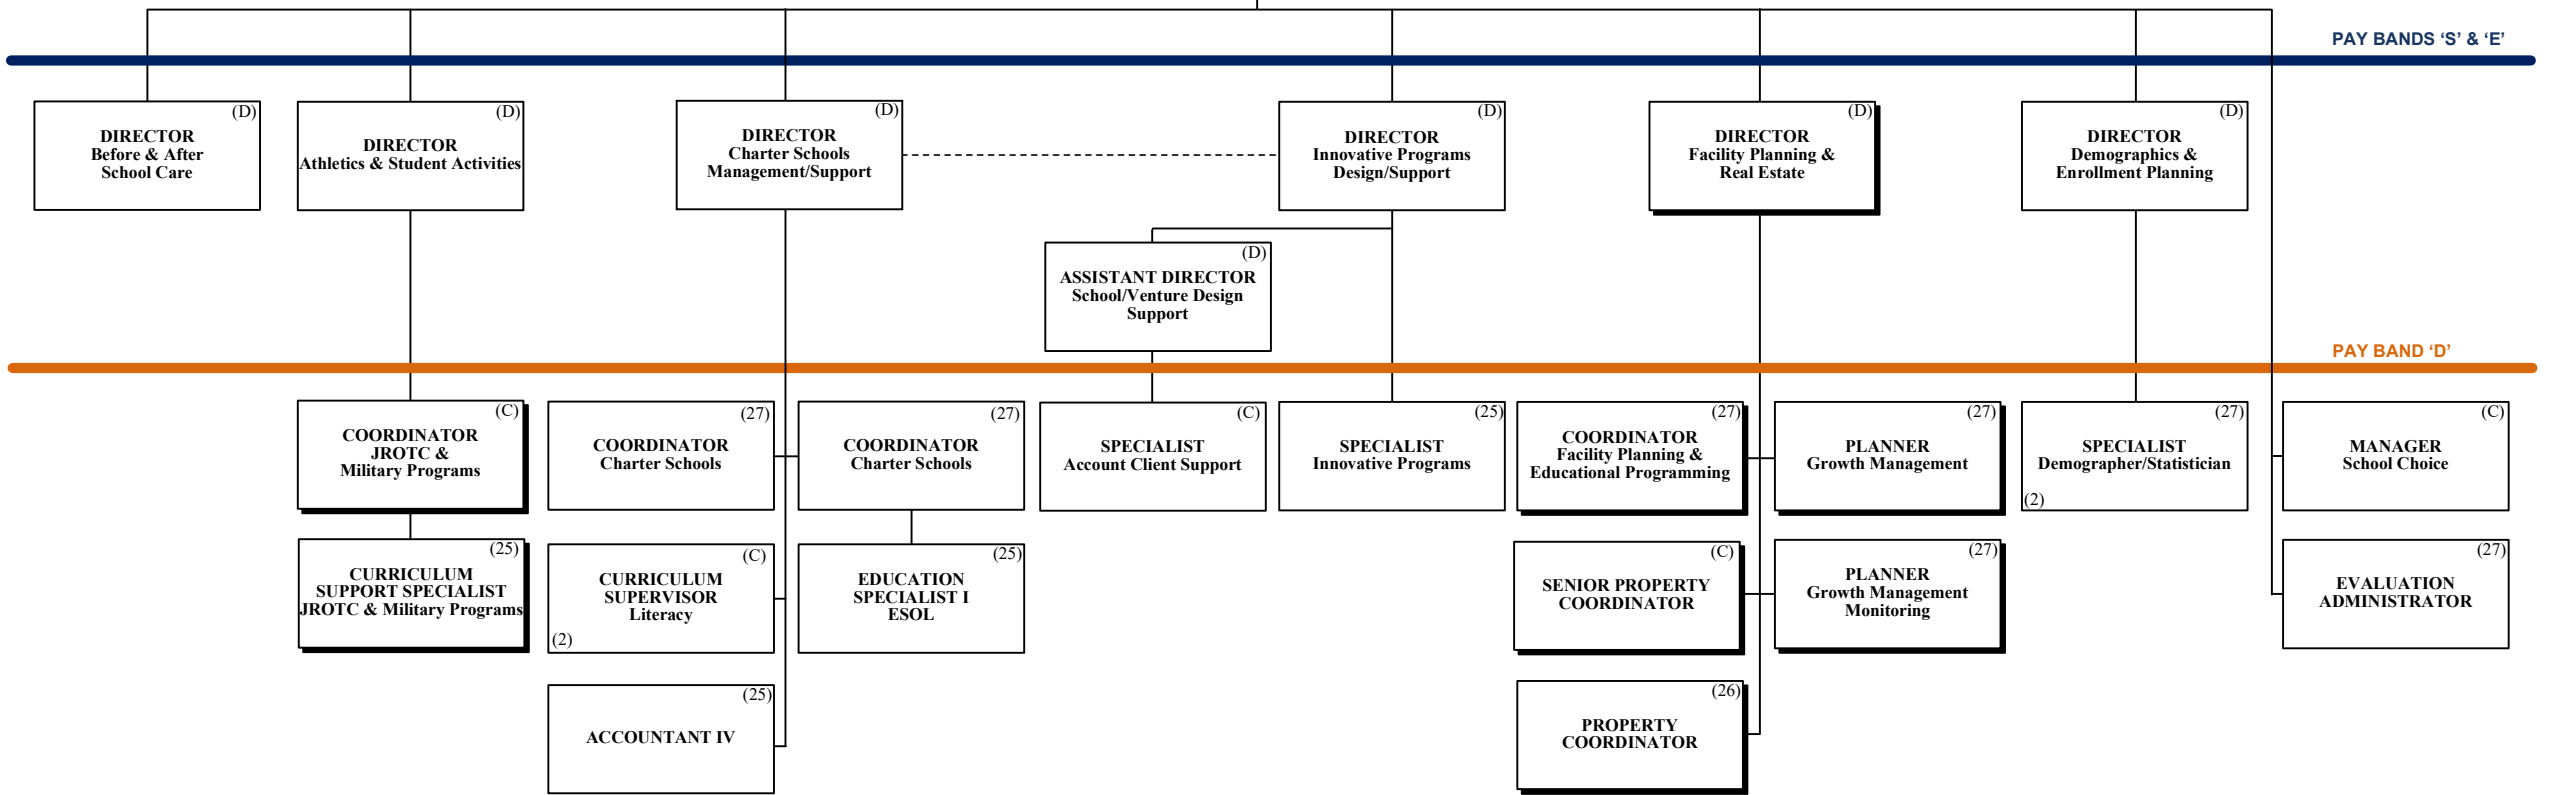 PAY BANDS ‘S’ & ‘E’
(D)
DIRECTOR
Before & After
School Care
(D)
DIRECTOR
Athletics & Student Activities
(D)
DIRECTOR
Charter Schools
Management/Support
(D)
DIRECTOR
Innovative Programs
Design/Support
(D)
DIRECTOR
Facility Planning &
Real Estate
(D)
DIRECTOR
Demographics &
Enrollment Planning
(D)
ASSISTANT DIRECTOR
School/Venture Design
Support
PAY BAND ‘D’
(C)
COORDINATOR
JROTC &
Military Programs
(27)
COORDINATOR
Charter Schools
(27)
COORDINATOR
Charter Schools
(C)
SPECIALIST
Account Client Support
(25)
SPECIALIST
Innovative Programs
(27)
COORDINATOR
Facility Planning &
Educational Programming
(27)
PLANNER
Growth Management
(27)
SPECIALIST
Demographer/Statistician
(2)
(C)
MANAGER
School Choice
(25)
CURRICULUM
SUPPORT SPECIALIST
JROTC & Military Programs
(C)
CURRICULUM
SUPERVISOR
Literacy
(2)
(25)
EDUCATION
SPECIALIST I
ESOL
(C)
SENIOR PROPERTY
COORDINATOR
(27)
PLANNER
Growth Management
Monitoring
(27)
EVALUATION
ADMINISTRATOR
(25)
ACCOUNTANT IV
(26)
PROPERTY
COORDINATOR